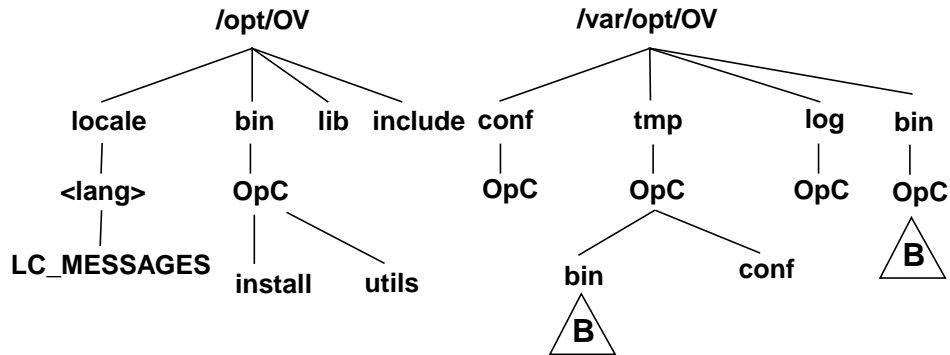 /opt/OV /var/opt/OV
locale bin lib include conf tmp log bin
<lang> OpC OpC OpC OpC OpC
LC_MESSAGES install utils bin conf B
B